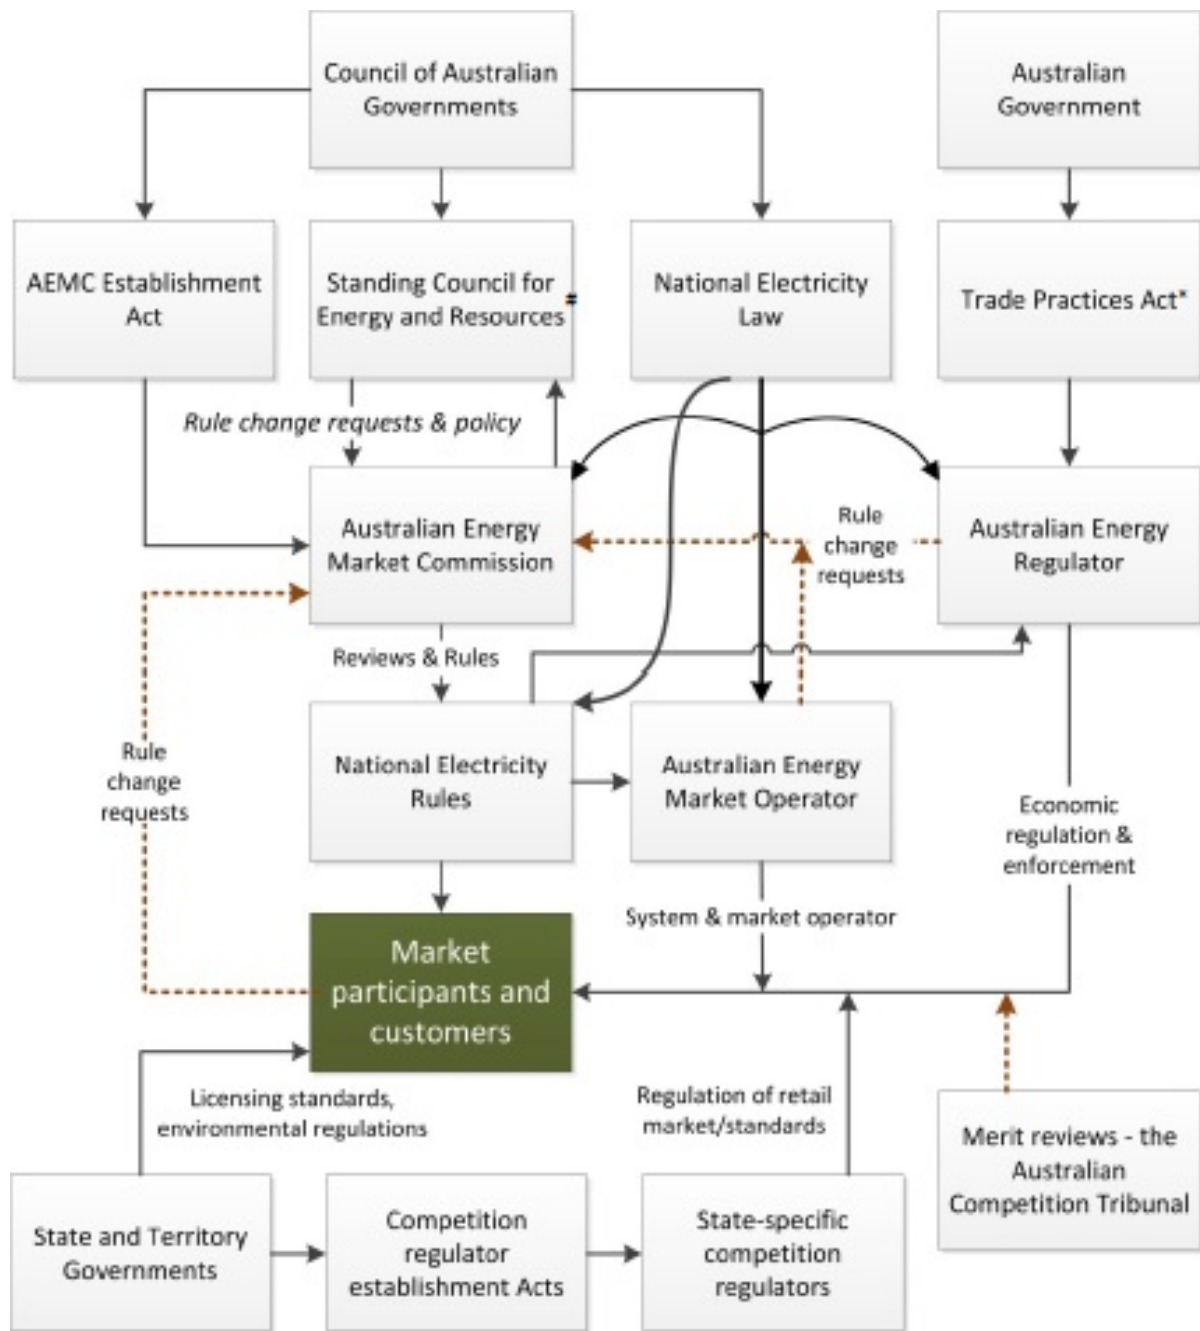 Council of Australian
Governments
Australian
Government
AEMC Establishment
Act
Standing Council for
Energy and Resources#
National Electricity
Law
Trade Practices Act*
Rule change requests & policy
Australian Energy
Market Commission
Rule
change
requests
Australian Energy
Regulator
Reviews & Rules
Rule
change
requests
National Electricity
Rules
Australian Energy
Market Operator
Economic
regulation &
enforcement
System & market operator
Market
participants and
customers
Licensing standards,
environmental regulations
Regulation of retail
market/standards
Merit reviews - the
Australian
Competition Tribunal
State and Territory
Governments
Competition
regulator
establishment Acts
State-specific
competition
regulators